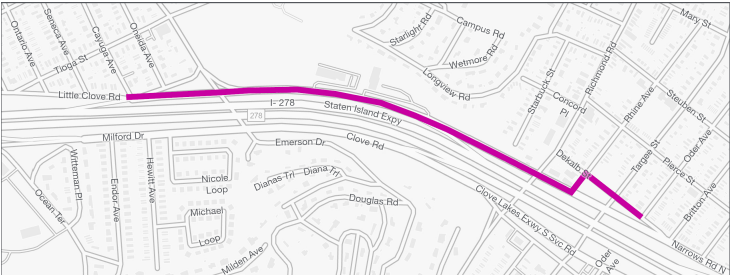 Ontario Ave
Seneca Ave
Cayuga Ave
Oneida Ave
Tioga St
Little Clove Rd
I- 278
278
Staten Island Expy
Starlight Rd
Campus Rd
Wetmore Rd
Longview Rd
Mary St
Starbuck St
Richmond Rd
Concord
Pl
Rhine Ave
Steuben St
Oder Ave
Targee St
Pierce St
Dekalb St
Britton Ave
Milford Dr
Clove Rd
Emerson Dr
Witteman Pl
Endor Ave
Hewitt Ave
Nicole
Loop
Dianas Trl
Diana Trl
Michael
Loop
Douglas Rd
Ocean Ter
Milden Ave
Clove Lakes Exwy S Svc Rd
Oder
Ave
Narrows Rd N